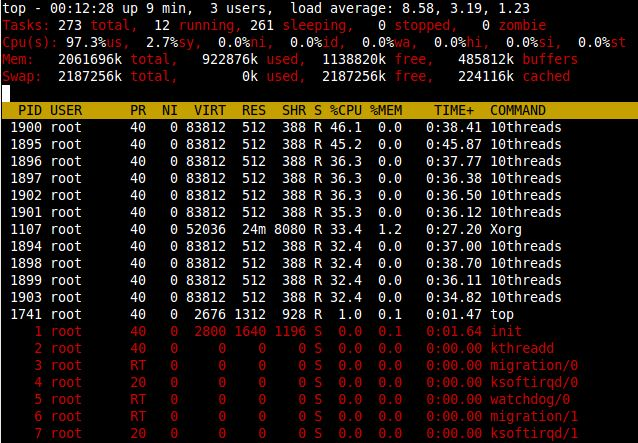 top - 00:12:28 up 9 min, 3 users, load average: 8.58, 3.19, 1.23
Tasks: 273 total, 12 running, 261 sleeping, 0 stopped, 0 zombie
Cpu(s): 97.3%us, 2.7%sy, 0.0%ni, 0.0%id, 0.0%wa, 0.0%hi, 0.0%si, 0.0%st
Mem: 2061696k total, 922876k used, 1138820k free, 485812k buffers
Swap: 2187256k total, 0k used, 2187256k free, 224116k cached
PID USER PR NI VIRT RES SHR S %CPU %MEM TIME+ COMMAND
1900 root 40 0 83812 512 388 R 46.1 0.0 0:38.41 10threads
1895 root 40 0 83812 512 388 R 45.2 0.0 0:45.87 10threads
1896 root 40 0 83812 512 388 R 36.3 0.0 0:37.77 10threads
1897 root 40 0 83812 512 388 R 36.3 0.0 0:36.38 10threads
1902 root 40 0 83812 512 388 R 36.3 0.0 0:36.50 10threads
1901 root 40 0 83812 512 388 R 35.3 0.0 0:36.12 10threads
1107 root 40 0 52036 24m 8080 R 33.4 1.2 0:27.20 Xorg
1894 root 40 0 83812 512 388 R 32.4 0.0 0:37.00 10threads
1898 root 40 0 83812 512 388 R 32.4 0.0 0:38.70 10threads
1899 root 40 0 83812 512 388 R 32.4 0.0 0:36.11 10threads
1903 root 40 0 83812 512 388 R 32.4 0.0 0:34.82 10threads
1741 root 40 0 2676 1312 928 R 1.0 0.1 0:01.47 top
1 root 40 0 2800 1640 1196 S 0.0 0.1 0:01.64 init
2 root 40 0 0 0 0 S 0.0 0.0 0:00.00 kthreadd
3 root RT 0 0 0 0 S 0.0 0.0 0:00.00 migration/0
4 root 20 0 0 0 0 S 0.0 0.0 0:00.00 ksoftirqd/0
5 root RT 0 0 0 0 S 0.0 0.0 0:00.00 watchdog/0
6 root RT 0 0 0 0 S 0.0 0.0 0:00.00 migration/1
7 root 20 0 0 0 0 S 0.0 0.0 0:00.00 ksoftirqd/1